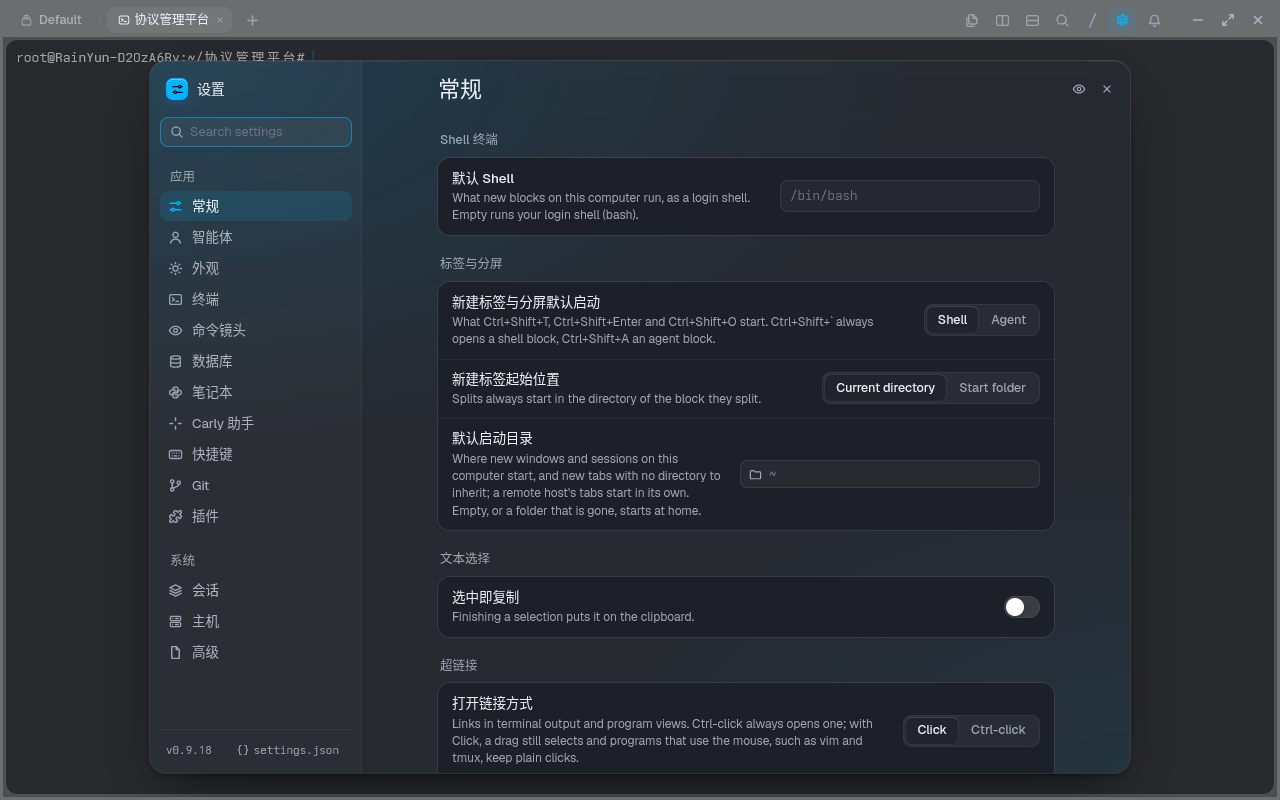 Default
协议管理平台
root@RainYun-D2OzA6Rv:~/协议管理平台#
设置
Search settings
应用
常规
智能体
外观
终端
命令镜头
数据库
笔记本
Carly 助手
快捷键
Git
插件
系统
会话
主机
高级
v0.9.18
{} settings.json
常规
Shell 终端
默认 Shell
What new blocks on this computer run, as a login shell.
Empty runs your login shell (bash).
/bin/bash
标签与分屏
新建标签与分屏默认启动
What Ctrl+Shift+T, Ctrl+Shift+Enter and Ctrl+Shift+O start. Ctrl+Shift+` always
opens a shell block, Ctrl+Shift+A an agent block.
Shell
Agent
新建标签起始位置
Splits always start in the directory of the block they split.
Current directory
Start folder
默认启动目录
Where new windows and sessions on this
computer start, and new tabs with no directory to
inherit; a remote host's tabs start in its own.
Empty, or a folder that is gone, starts at home.
~
文本选择
选中即复制
Finishing a selection puts it on the clipboard.
超链接
打开链接方式
Links in terminal output and program views. Ctrl-click always opens one; with
Click, a drag still selects and programs that use the mouse, such as vim and
tmux, keep plain clicks.
Click
Ctrl-click